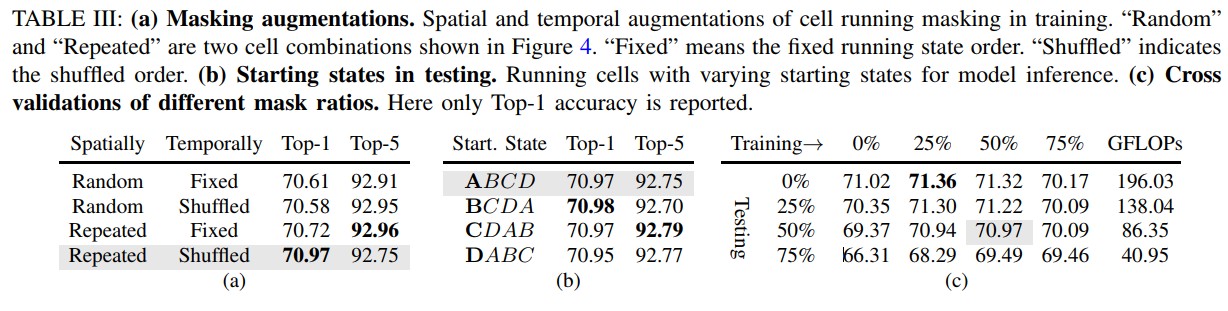 TABLE III: (a) Masking augmentations. Spatial and temporal augmentations of cell running masking in training. “Random”
and “Repeated” are two cell combinations shown in Figure 4. “Fixed” means the fixed running state order. “Shuffled” indicates
the shuffled order. (b) Starting states in testing. Running cells with varying starting states for model inference. (c) Cross
validations of different mask ratios. Here only Top-1 accuracy is reported.
Spatially Temporally Top-1 Top-5
Random Fixed 70.61 92.91
Random Shuffled 70.58 92.95
Repeated Fixed 70.72 92.96
Repeated Shuffled 70.97 92.75
(a)
Start. State Top-1 Top-5
ABCD 70.97 92.75
BCDA 70.98 92.70
CDAB 70.97 92.79
DABC 70.95 92.77
(b)
Training→ 0% 25% 50% 75% GFLOPs
Testing
0% 71.02 71.36 71.32 70.17 196.03
25% 70.35 71.30 71.22 70.09 138.04
50% 69.37 70.94 70.97 70.09 86.35
75% 66.31 68.29 69.49 69.46 40.95
(c)